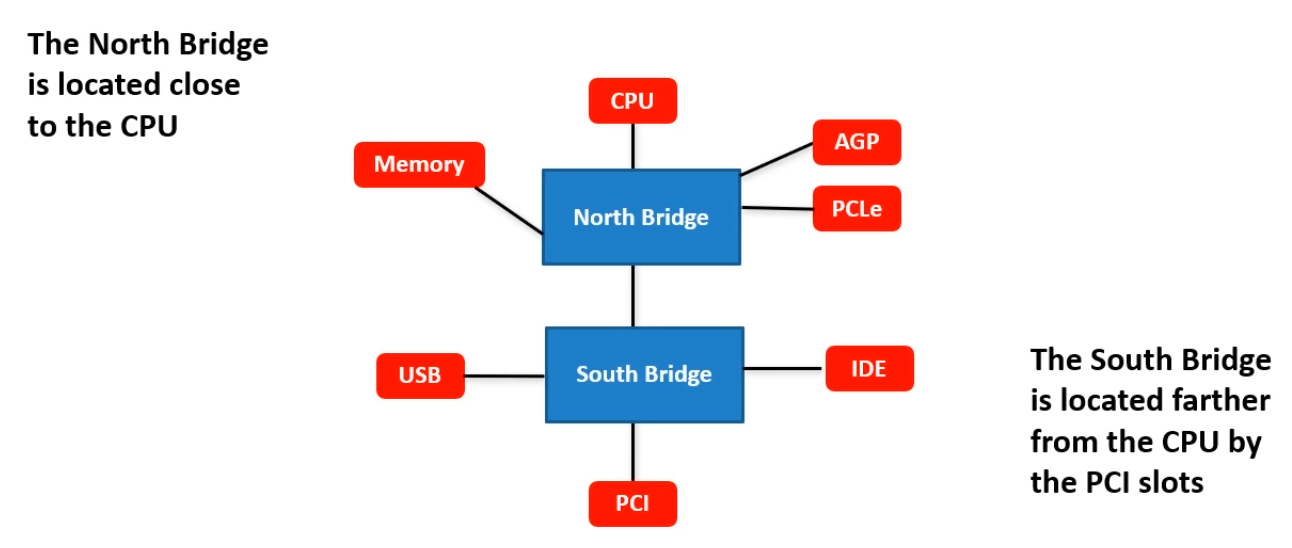 The North Bridge
is located close
to the CPU
CPU
AGP
Memory
PCLe
North Bridge
USB
South Bridge
IDE
The South Bridge
is located farther
from the CPU by
the PCI slots
PCI